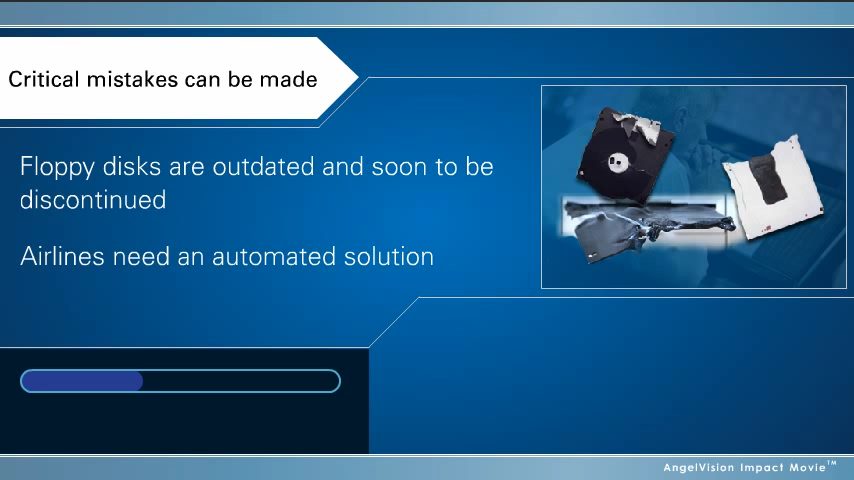 Critical mistakes can be made
Floppy disks are outdated and soon to be
discontinued
Airlines need an automated solution
AngelVision Impact Movie™